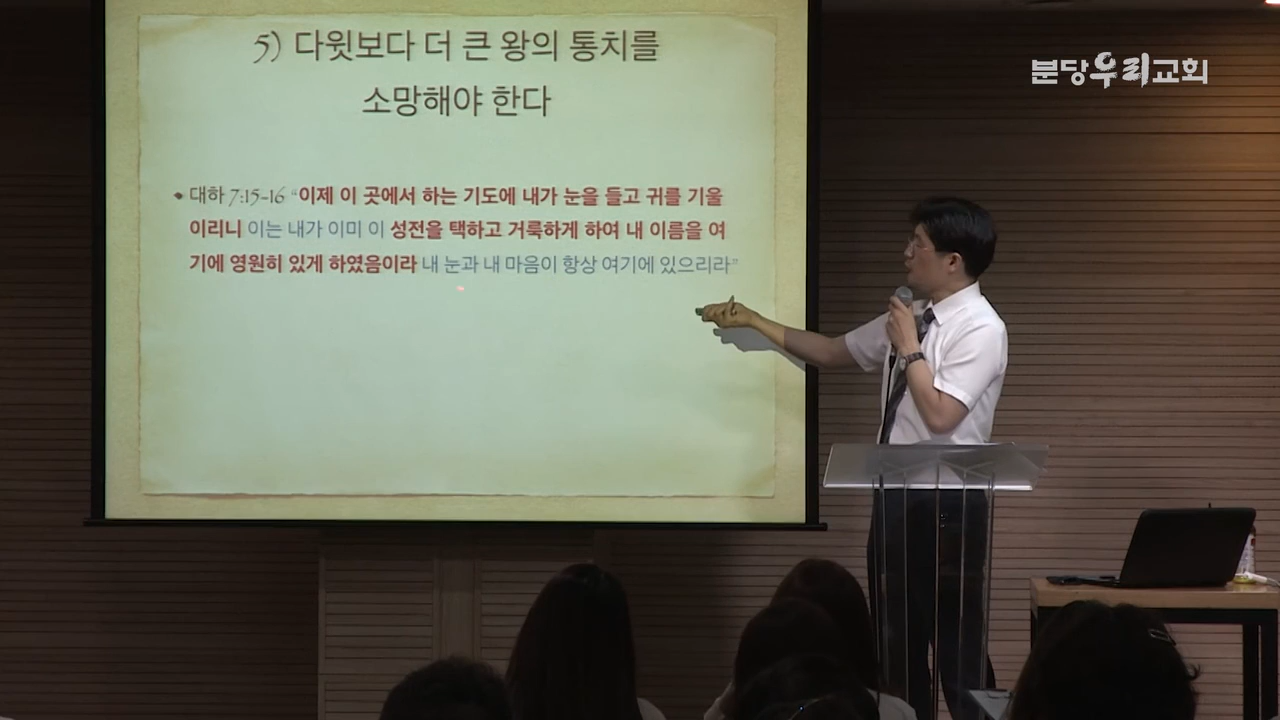 5) 다윗보다 더 큰 왕의 통치를
소망해야 한다
• 대하 7:15-16 “이제 이 곳에서 하는 기도에 내가 눈을 들고 귀를 기울
이리니 이는 내가 이미 이 성전을 택하고 거룩하게 하여 내 이름을 여
기에 영원히 있게 하였음이라 내 눈과 내 마음이 항상 여기에 있으리라”
분당우리교회